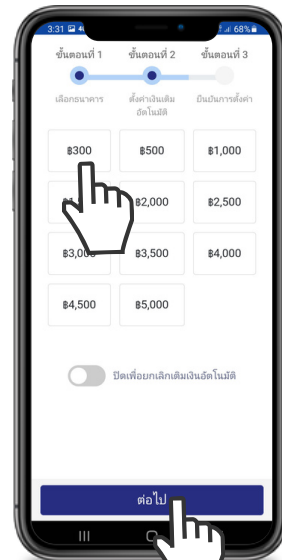 3:31 68%
ขั้นตอนที่ 1 ขั้นตอนที่ 2 ขั้นตอนที่ 3
เลือกธนาคาร ตั้งค่าเงินเติม ยืนยันการตั้งค่า
อัตโนมัติ
฿300 ฿500 ฿1,000
฿2,000 ฿2,500
฿3,000 ฿3,500 ฿4,000
฿4,500 ฿5,000
ปิดเพื่อยกเลิกเติมเงินอัตโนมัติ
ต่อไป